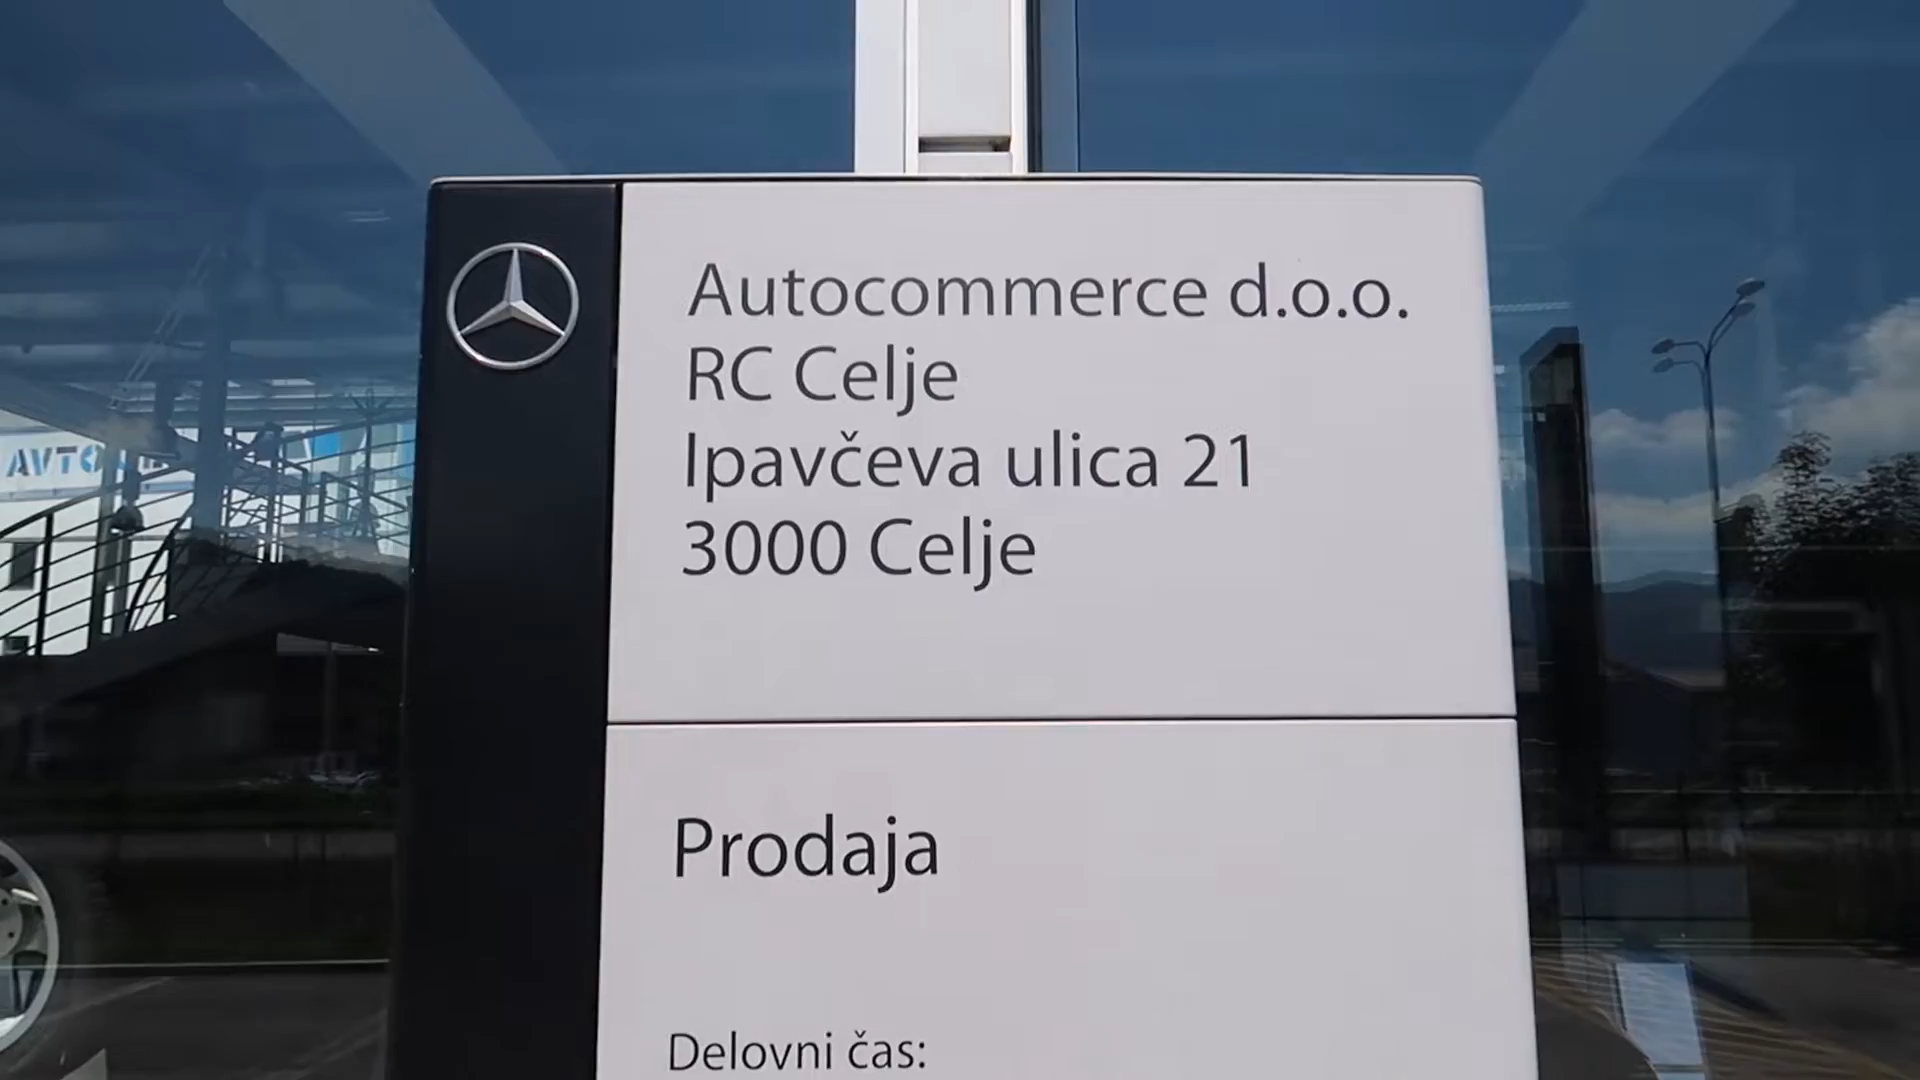 Autocommerce d.o.o.
RC Celje
Ipavčeva ulica 21
3000 Celje
Prodaja
Delovni čas: